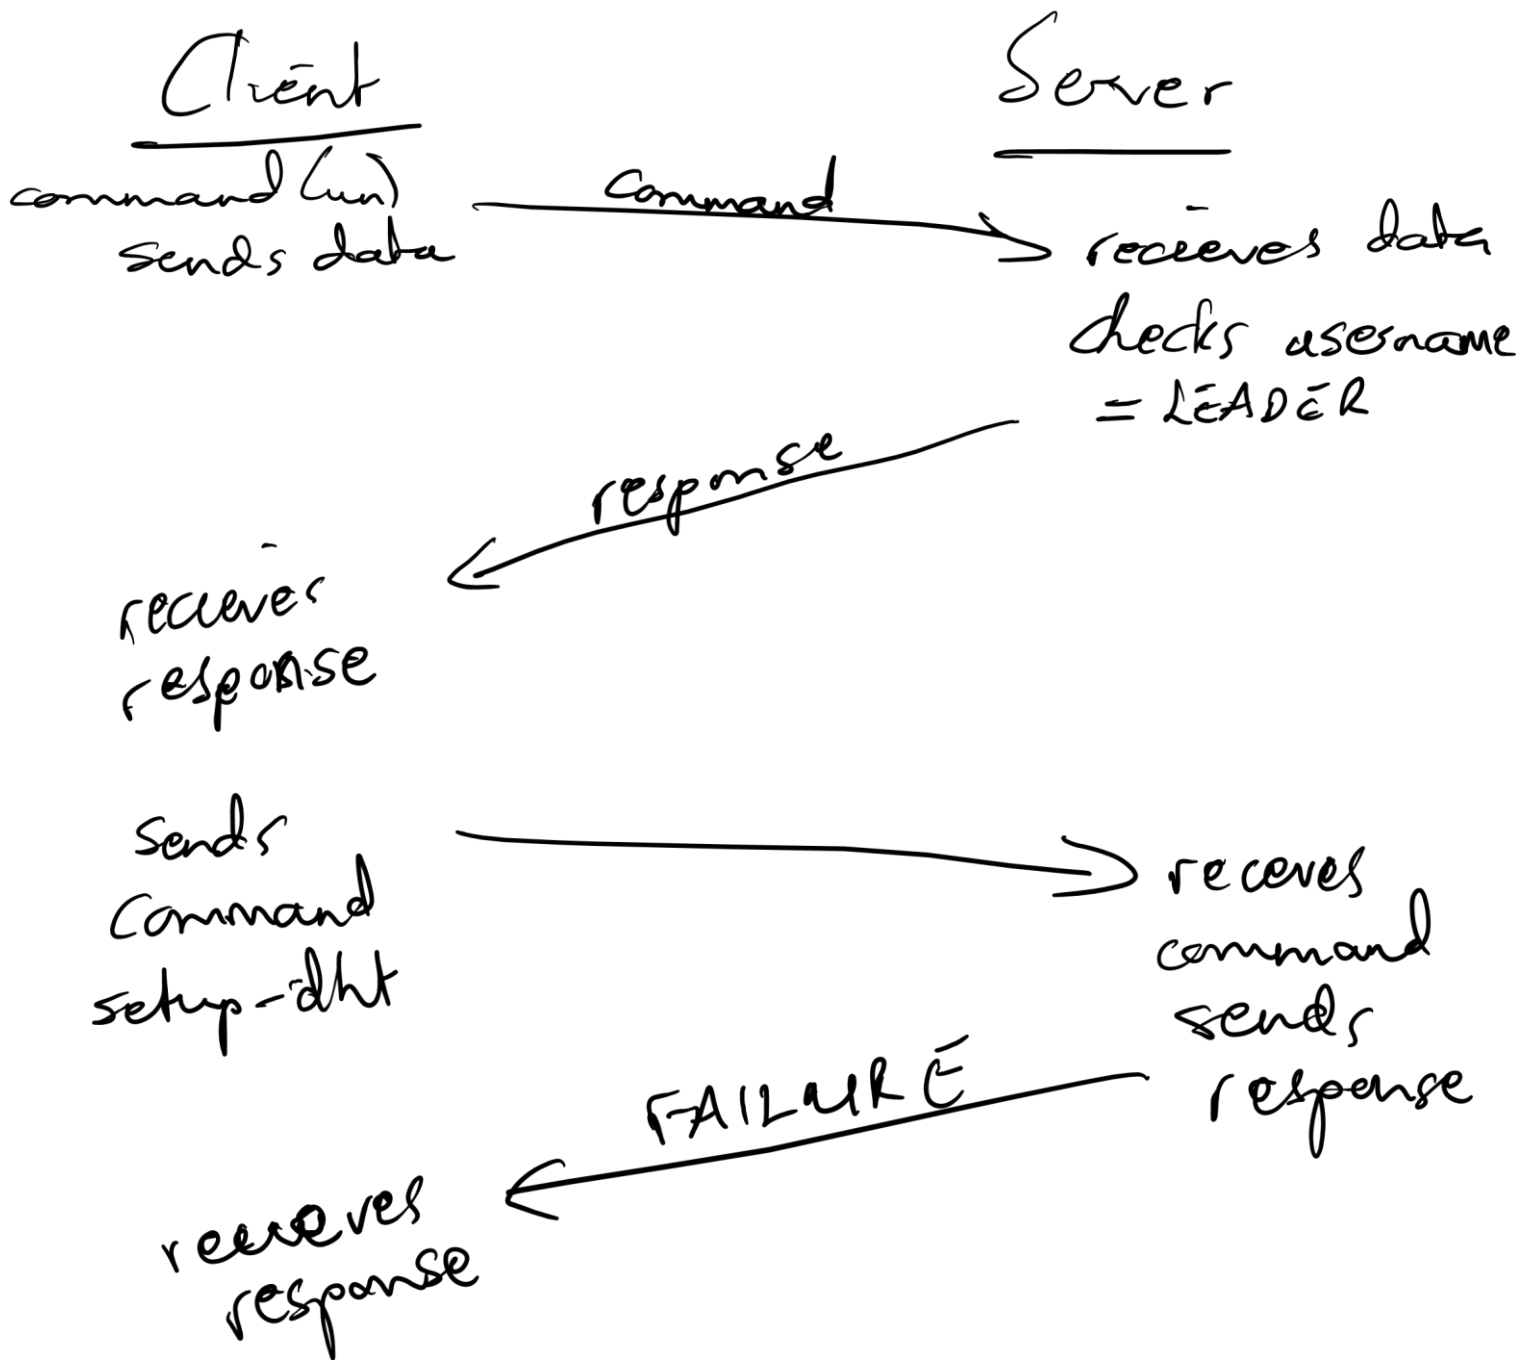 Client
Server
command (un)
sends data
Command
recieves data
checks username
= LEADER
response
recieves
response
sends
Command
setup-dht
receves
command
sends
response
FAILURE
recieves
response